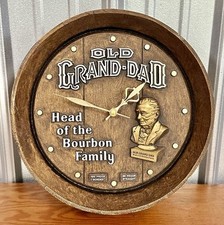 OLD
GRAND-DAD
Head
of the
Bourbon
Family